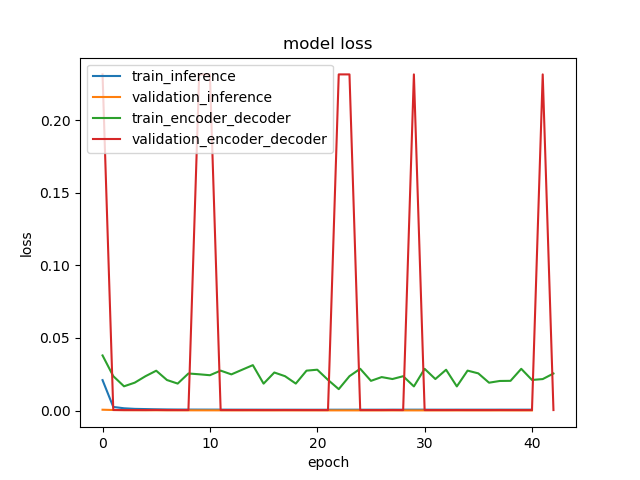 model loss
train_inference
validation_inference
train_encoder_decoder
validation_encoder_decoder
loss
0.20
0.15
0.10
0.05
0.00
0 10 20 30 40
epoch